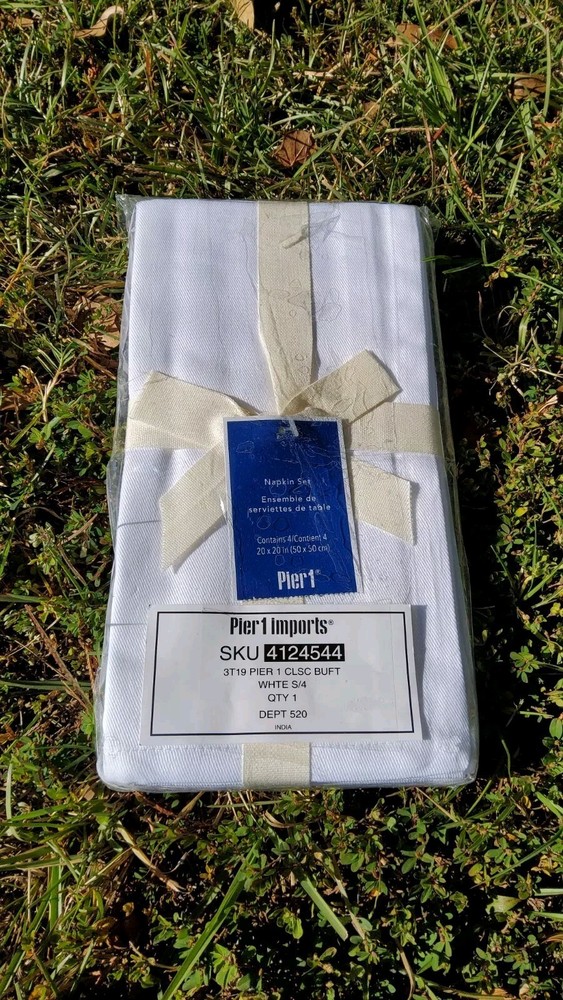 Napkin Set
Ensemble de
serviettes de table
Contains 4/Contient 4
20 x 20 in (50 x 50 cm)
Pier1®
Pier1 imports®
SKU 4124544
3T19 PIER 1 CLSC BUFT
WHTE S/4
QTY 1
DEPT 520
INDIA